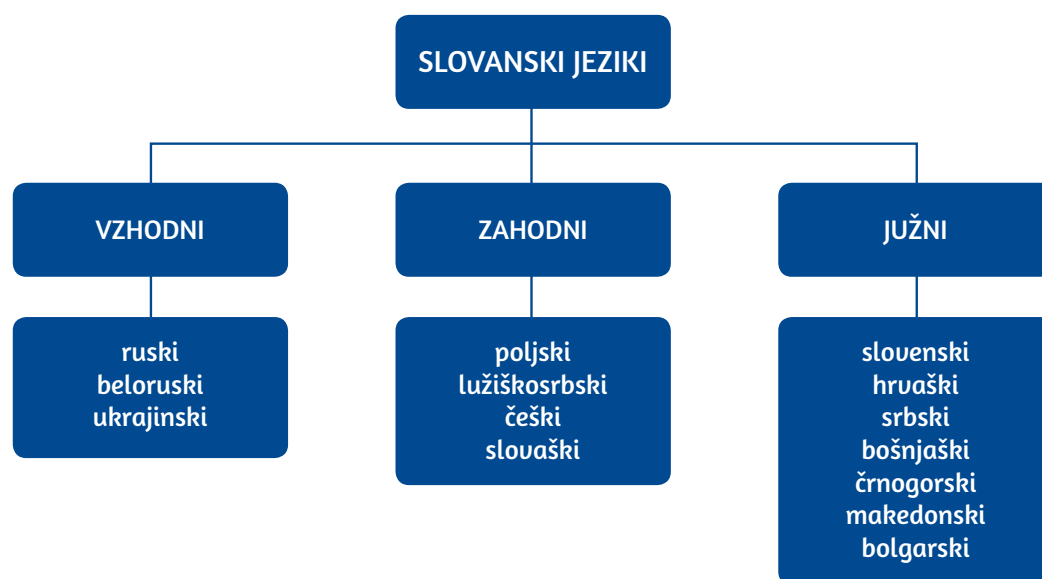 SLOVANSKI JEZIKI
VZHODNI
ZAHODNI
JUŽNI
ruski
beloruski
ukrajinski
poljski
lužiškosrbski
češki
slovaški
slovenski
hrvaški
srbski
bošnjaški
črnogorski
makedonski
bolgarski